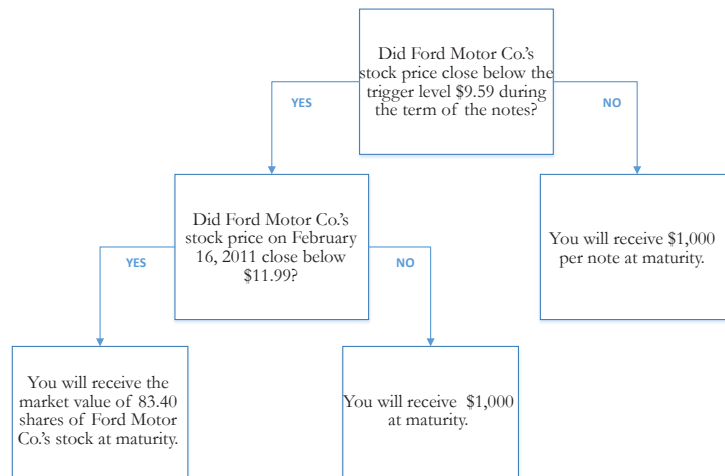 Did Ford Motor Co.'s
stock price close below the
trigger level $9.59 during
the term of the notes?
YES
NO
Did Ford Motor Co.'s
stock price on February
16, 2011 close below
$11.99?
You will receive $1,000
per note at maturity.
YES
NO
You will receive the
market value of 83.40
shares of Ford Motor
Co.'s stock at maturity.
You will receive $1,000
at maturity.